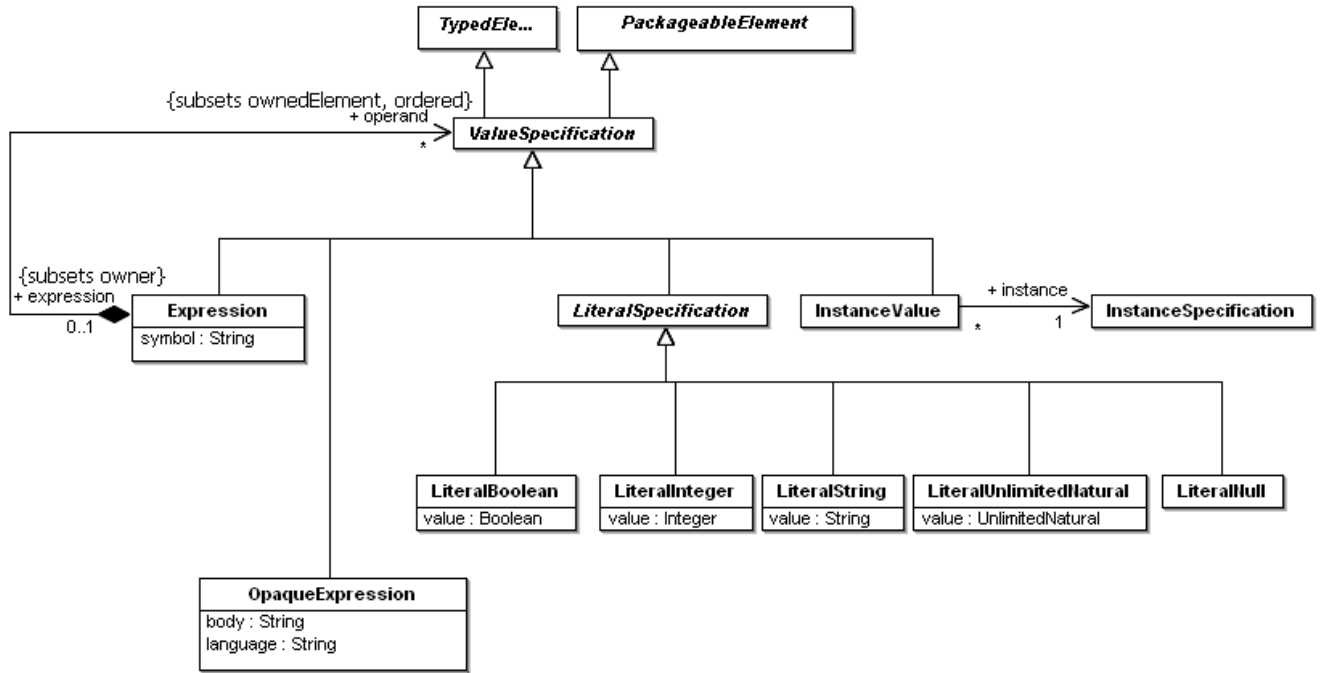 TypedEle...
PackageableElement
{subsets ownedElement, ordered}
+ operand
*
ValueSpecification
{subsets owner}
+ expression
0..1
Expression
symbol : String
LiteralSpecification
InstanceValue
+ instance
*
1
InstanceSpecification
LiteralBoolean
value : Boolean
LiteralInteger
value : Integer
LiteralString
value : String
LiteralUnlimitedNatural
value : UnlimitedNatural
LiteralNull
OpaqueExpression
body : String
language : String